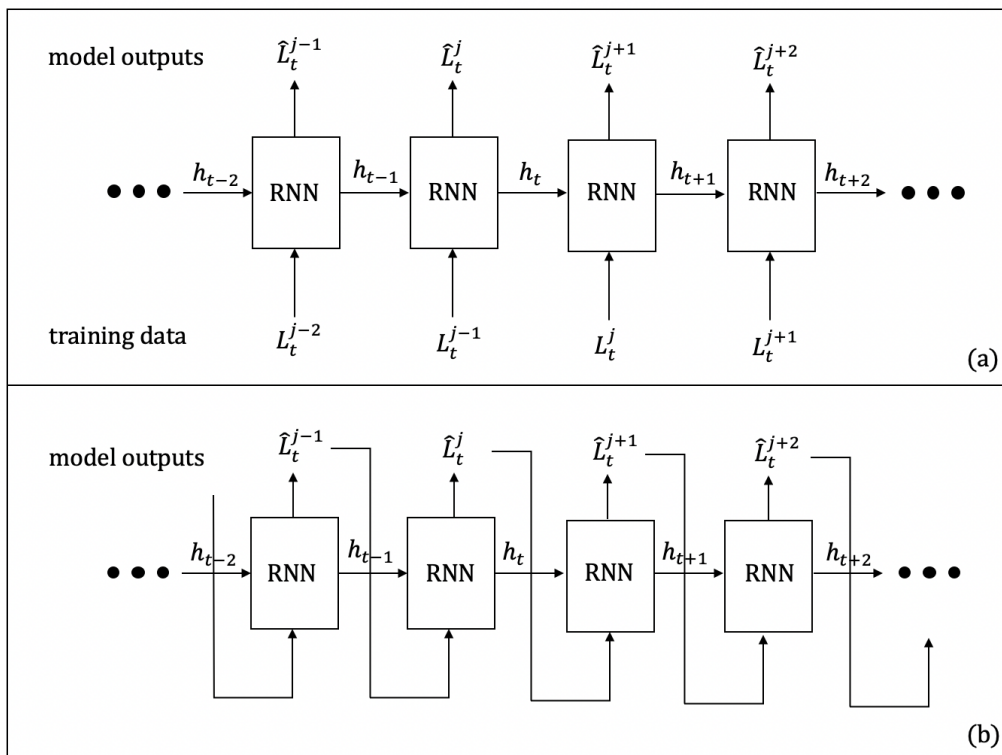 model outputs L̂_t^{j−1} L̂_t^{j} L̂_t^{j+1} L̂_t^{j+2}
h_{t−2} RNN h_{t−1} RNN h_t RNN h_{t+1} RNN h_{t+2}
training data L_t^{j−2} L_t^{j−1} L_t^{j} L_t^{j+1}
(a)
model outputs L̂_t^{j−1} L̂_t^{j} L̂_t^{j+1} L̂_t^{j+2}
h_{t−2} RNN h_{t−1} RNN h_t RNN h_{t+1} RNN h_{t+2}
(b)